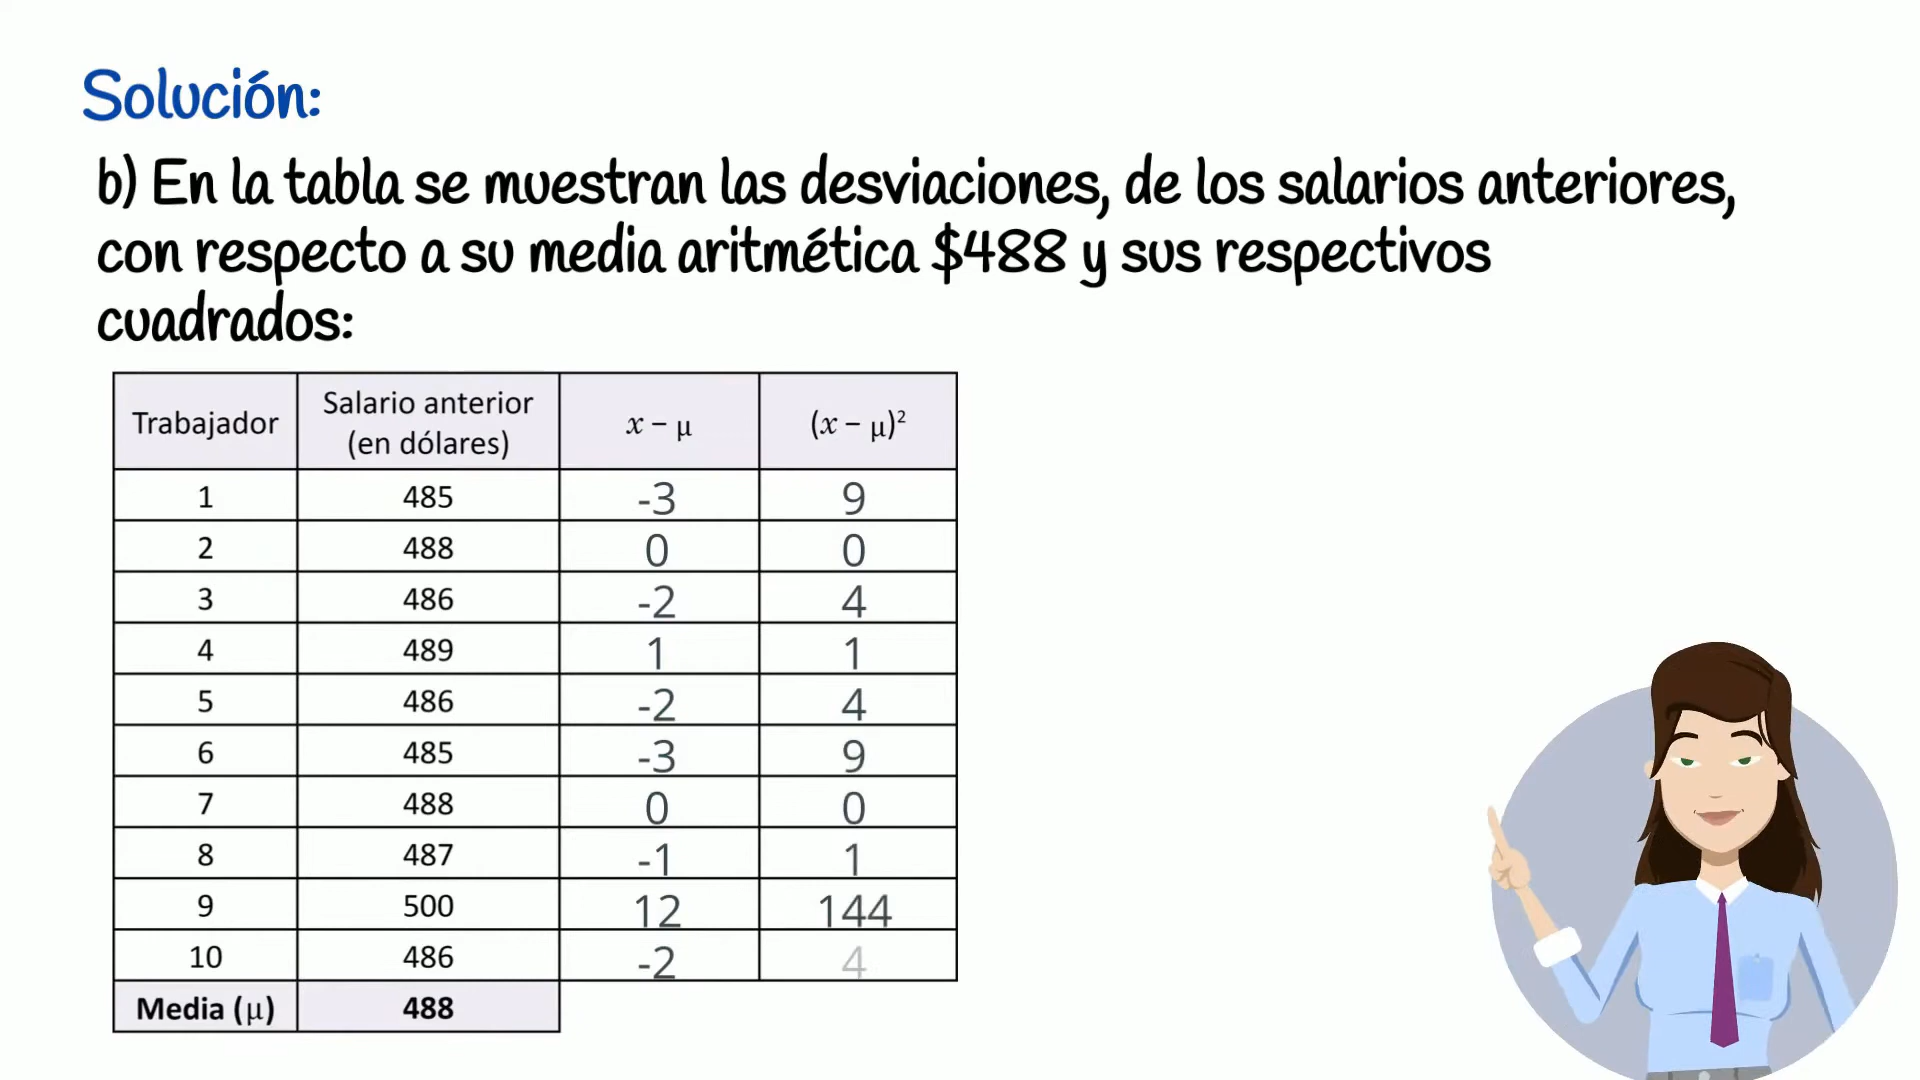 Solución:
b) En la tabla se muestran las desviaciones, de los salarios anteriores,
con respecto a su media aritmética $488 y sus respectivos
cuadrados:
Trabajador Salario anterior (en dólares) x − μ (x − μ)²
1 485 -3 9
2 488 0 0
3 486 -2 4
4 489 1 1
5 486 -2 4
6 485 -3 9
7 488 0 0
8 487 -1 1
9 500 12 144
10 486 -2 4
Media (μ) 488